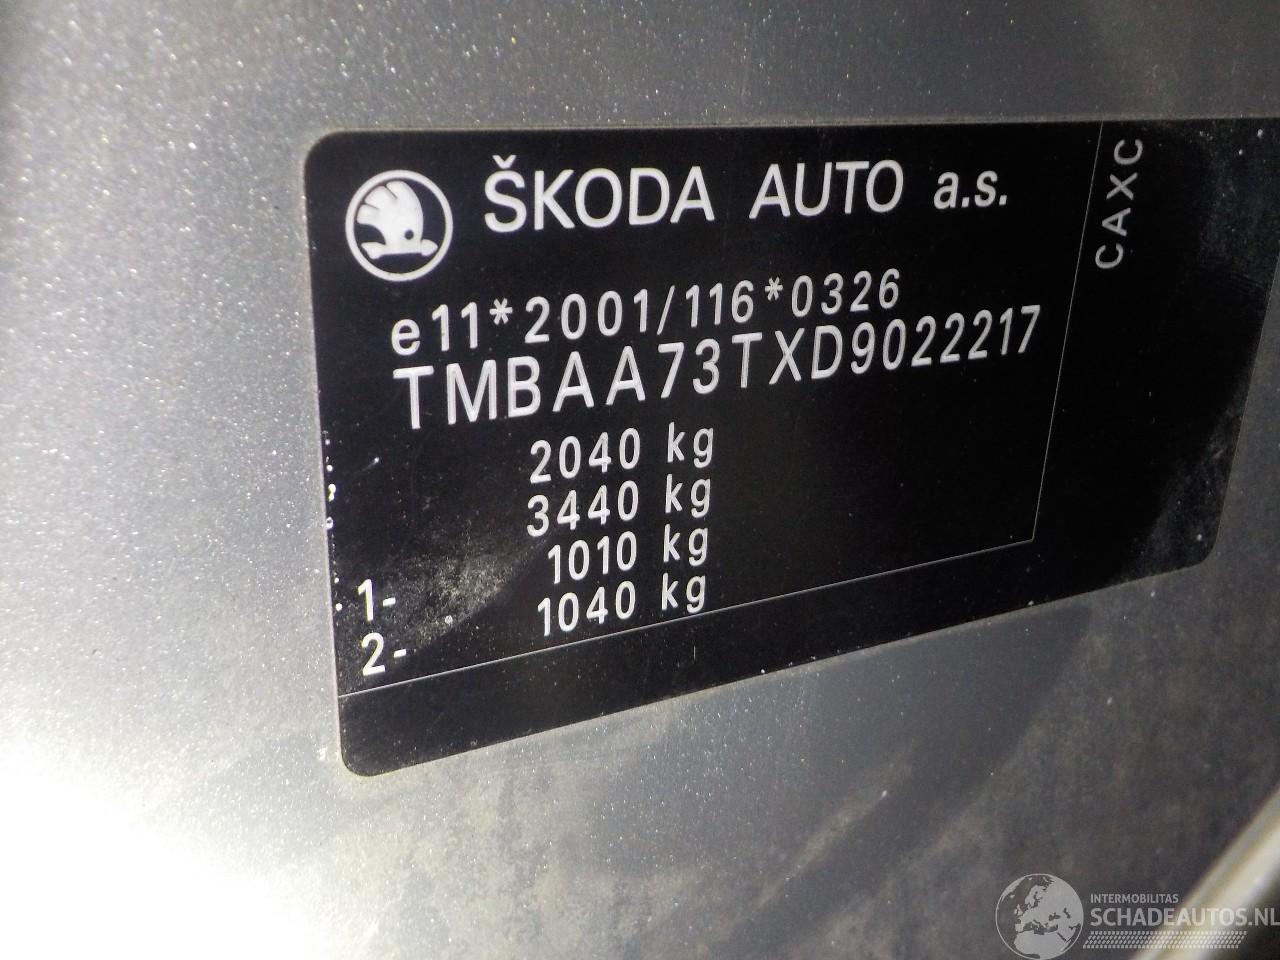 ŠKODA AUTO a.s.
CAXC
e11*2001/116*0326
TMBAA73TXD9022217
2040 kg
3440 kg
1- 1010 kg
2- 1040 kg
INTERMOBILITAS
SCHADEAUTOS.NL